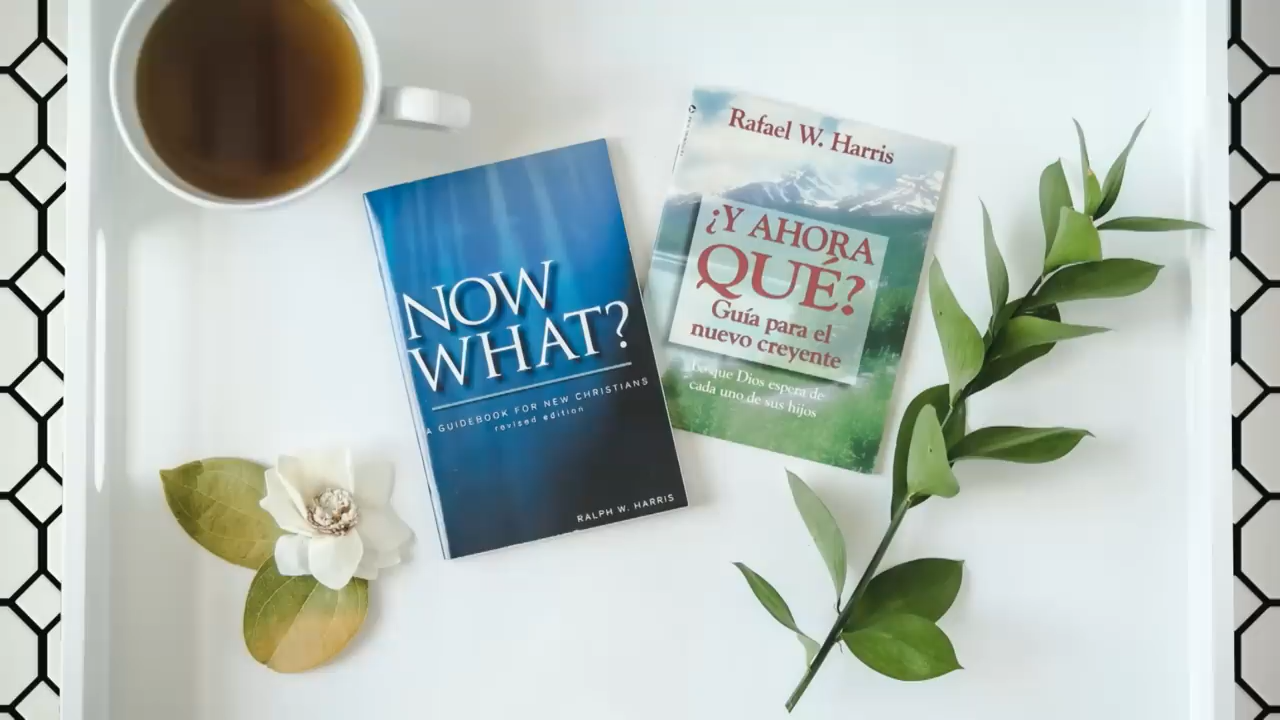 NOW
WHAT?
A GUIDEBOOK FOR NEW CHRISTIANS
revised edition
RALPH W. HARRIS
Rafael W. Harris
¿Y AHORA
QUÉ?
Guía para el
nuevo creyente
Lo que Dios espera de
cada uno de sus hijos